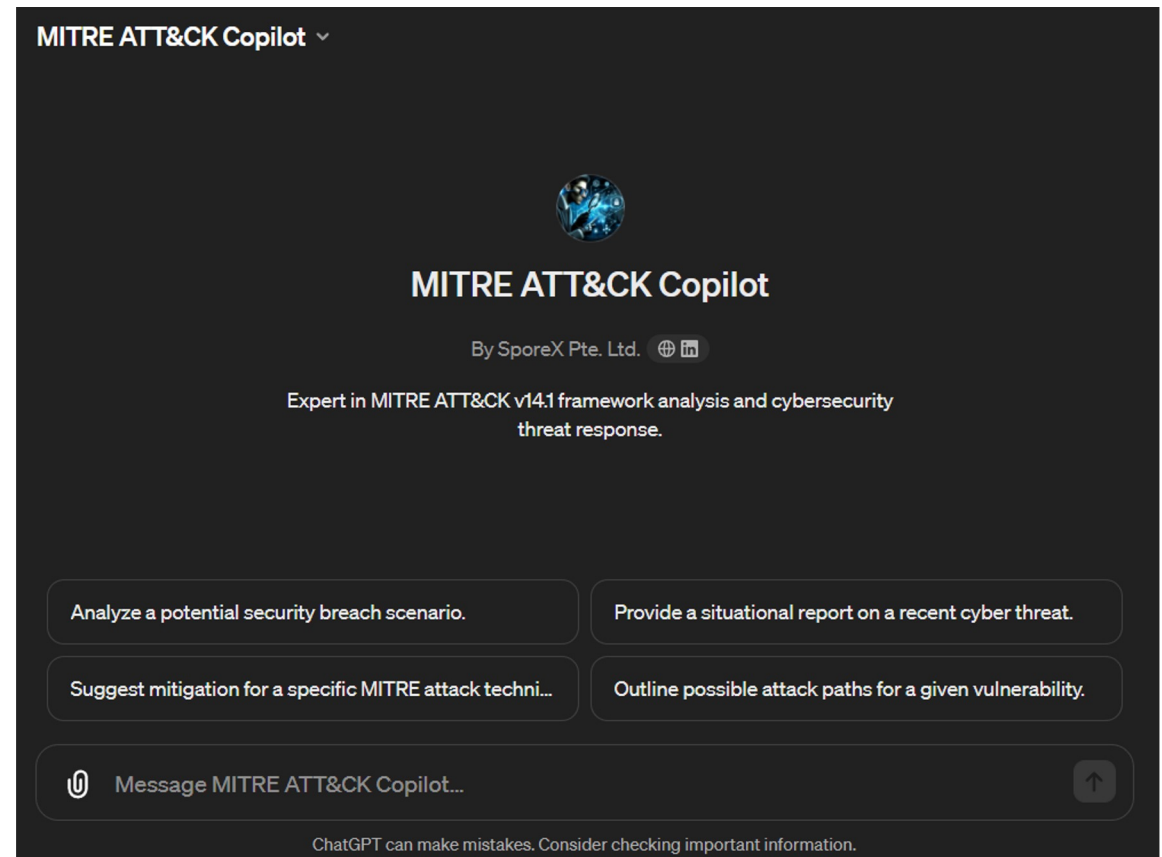 MITRE ATT&CK Copilot
MITRE ATT&CK Copilot
By SporeX Pte. Ltd.
Expert in MITRE ATT&CK v14.1 framework analysis and cybersecurity
threat response.
Analyze a potential security breach scenario.
Provide a situational report on a recent cyber threat.
Suggest mitigation for a specific MITRE attack techni...
Outline possible attack paths for a given vulnerability.
Message MITRE ATT&CK Copilot...
ChatGPT can make mistakes. Consider checking important information.